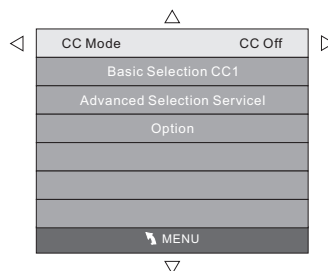 CC Mode CC Off
Basic Selection CC1
Advanced Selection Servicel
Option
MENU